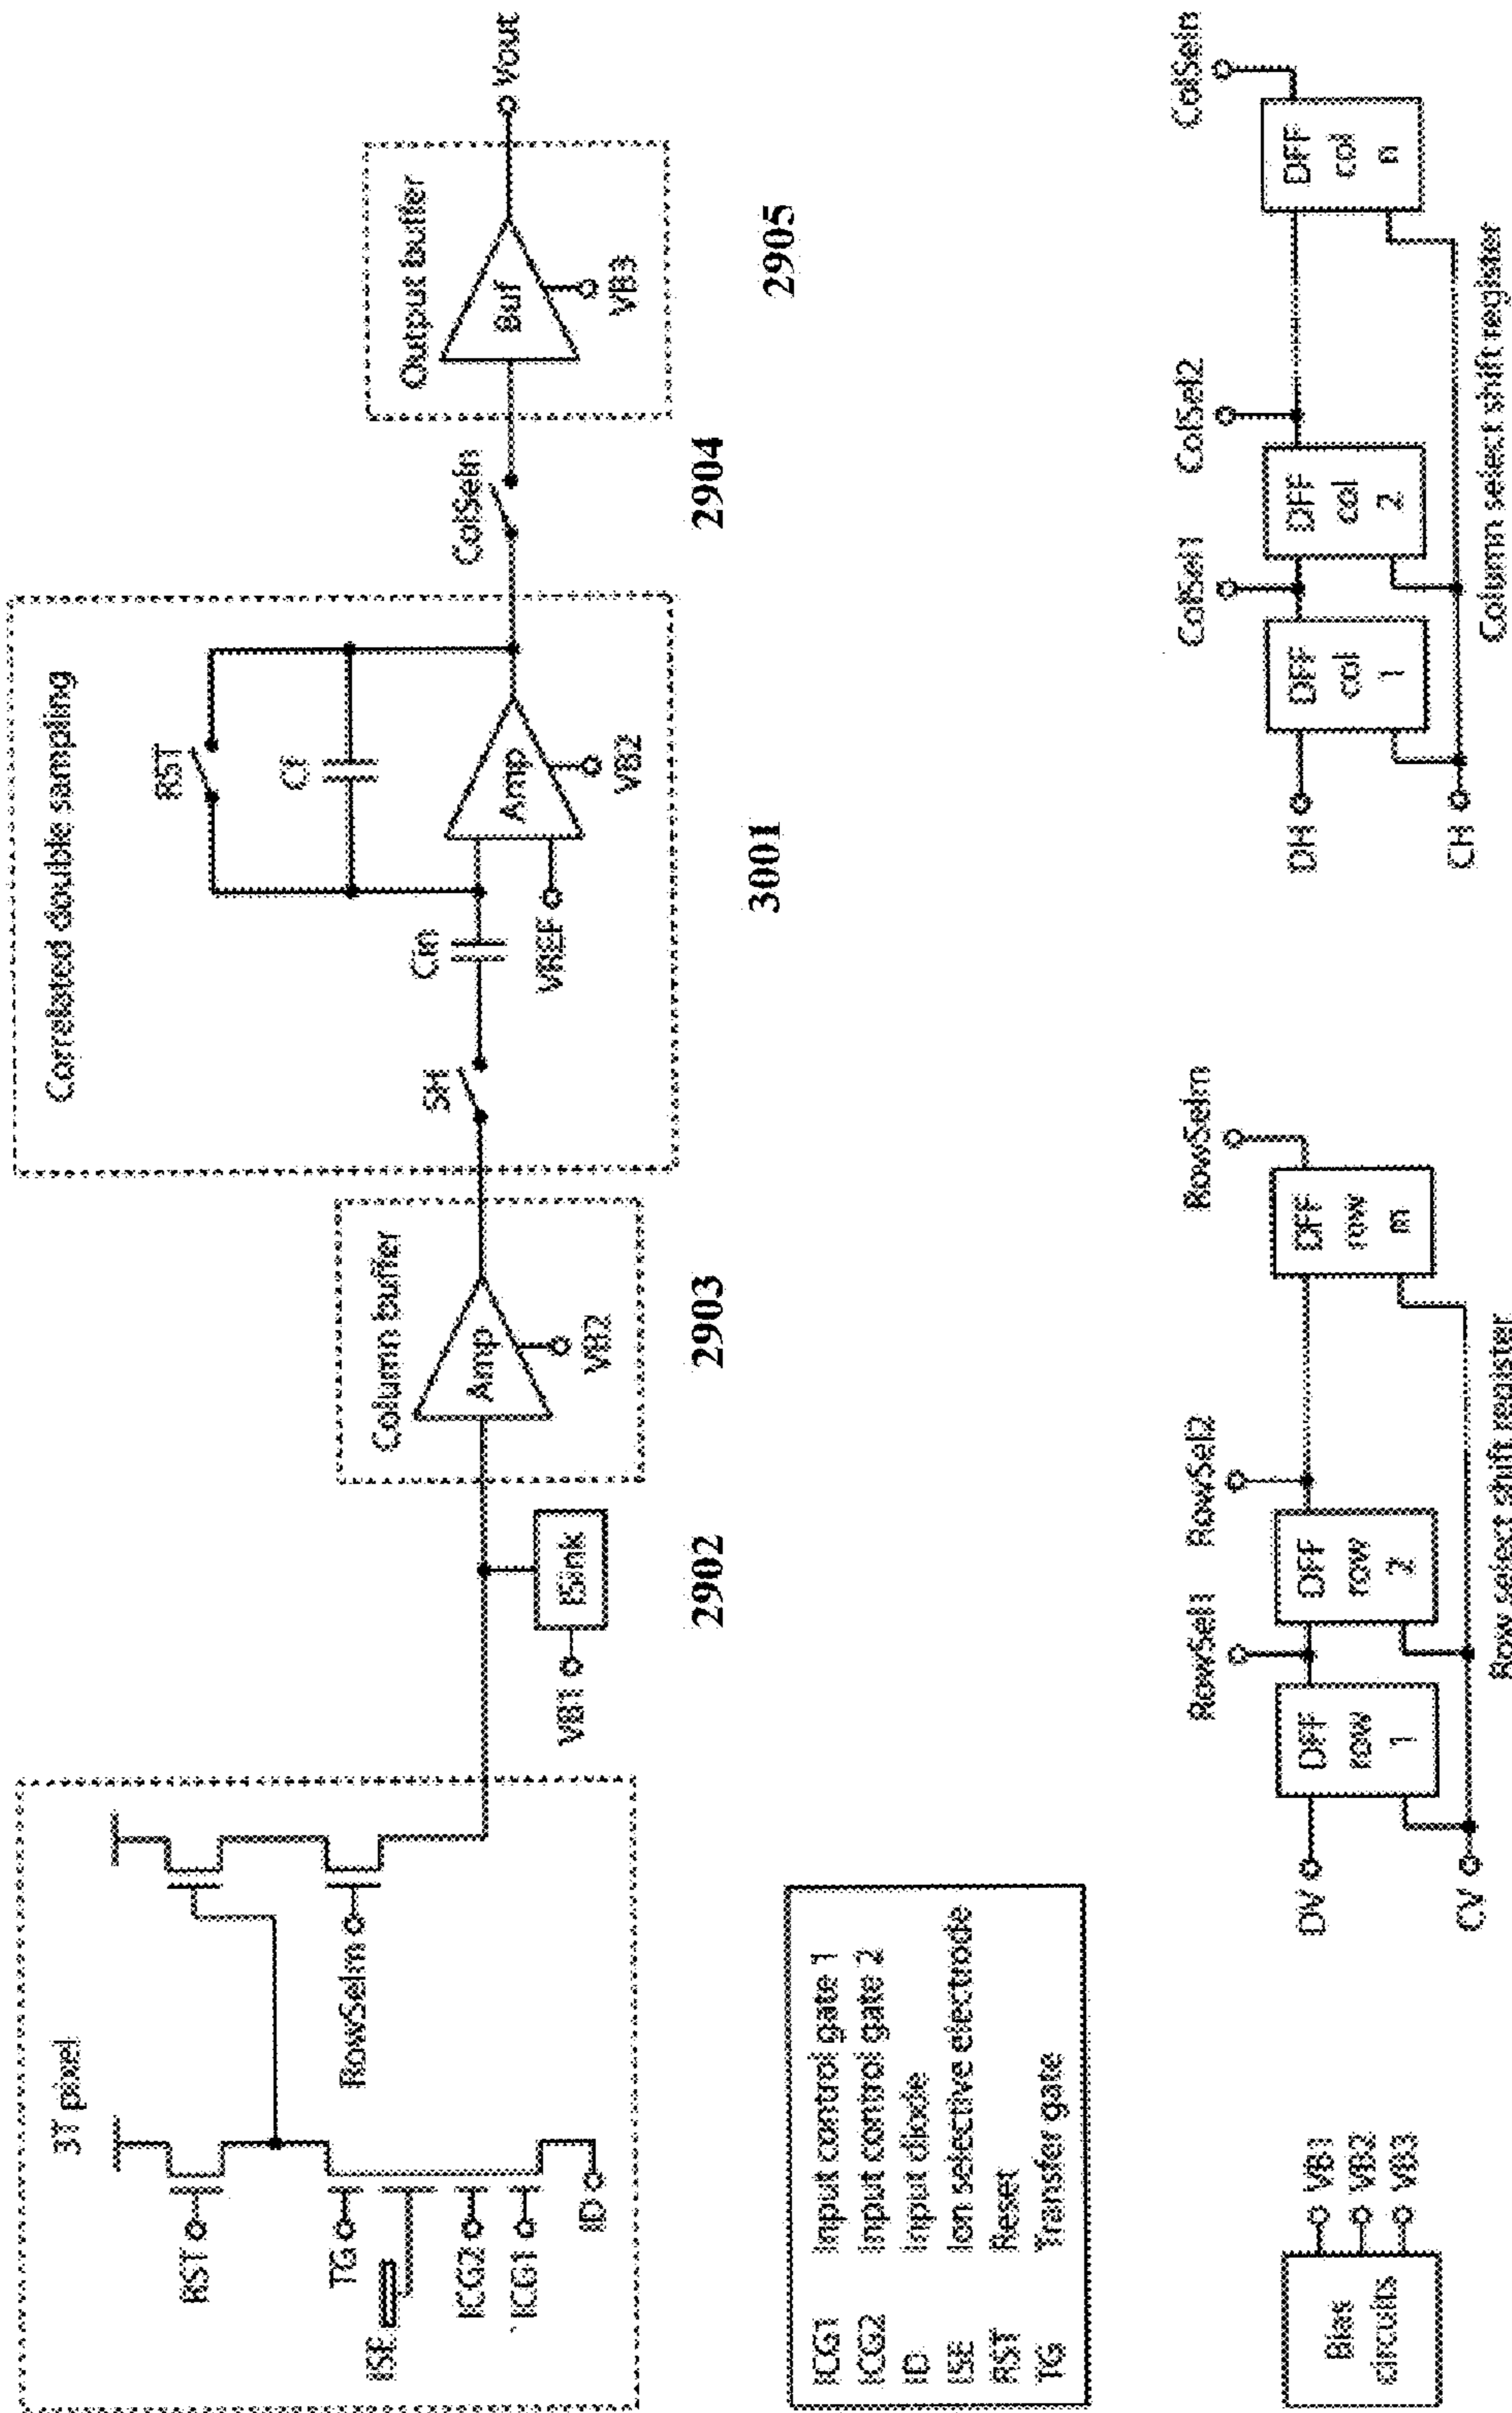 3T pixel
RST
TG
ISE
ICG2
ICG1
ID
RowSelm
VB1
ISink
2902
Column buffer
Amp
VB2
2903
Correlated double sampling
SH
Cin
VREF
RST
Cf
Amp
VB2
3001
ColSeln
2904
Output buffer
Buf
VB3
2905
Vout
ICG1 Input control gate 1
ICG2 Input control gate 2
ID Input diode
ISE Ion selective electrode
RST Reset
TG Transfer gate
Bias
circuits
VB1
VB2
VB3
DV
CV
DFF
row
1
RowSel1
DFF
row
2
RowSel2
DFF
row
m
RowSelm
Row select shift register
DH
CH
DFF
col
1
ColSel1
DFF
col
2
ColSel2
DFF
col
n
ColSeln
Column select shift register